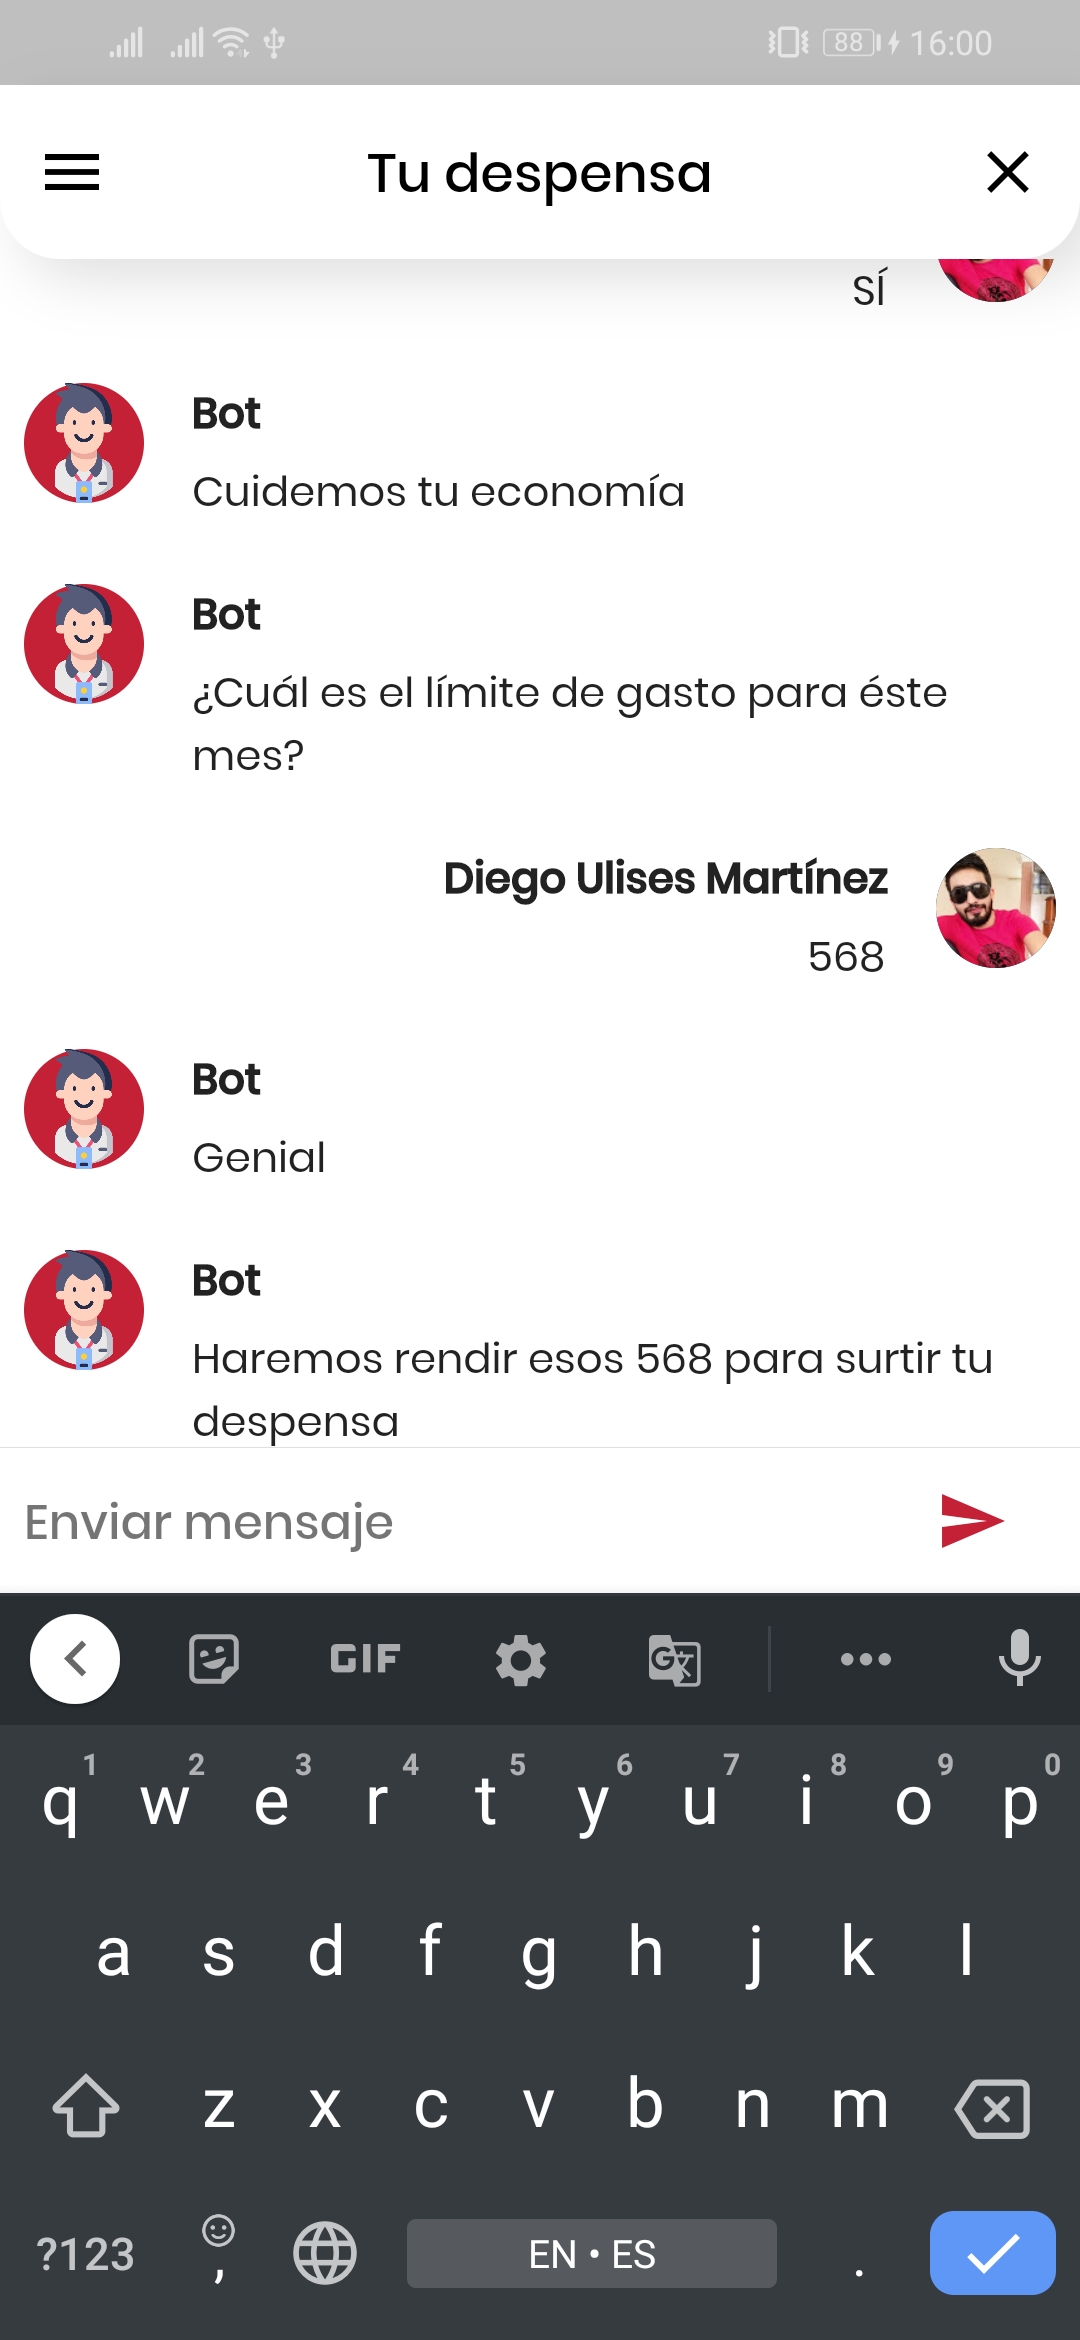 88 16:00
Tu despensa
SÍ
Bot
Cuidemos tu economía
Bot
¿Cuál es el límite de gasto para éste
mes?
Diego Ulises Martínez
568
Bot
Genial
Bot
Haremos rendir esos 568 para surtir tu
despensa
Enviar mensaje
GIF
1 2 3 4 5 6 7 8 9 0
q w e r t y u i o p
a s d f g h j k l
z x c v b n m
?123 , EN • ES .